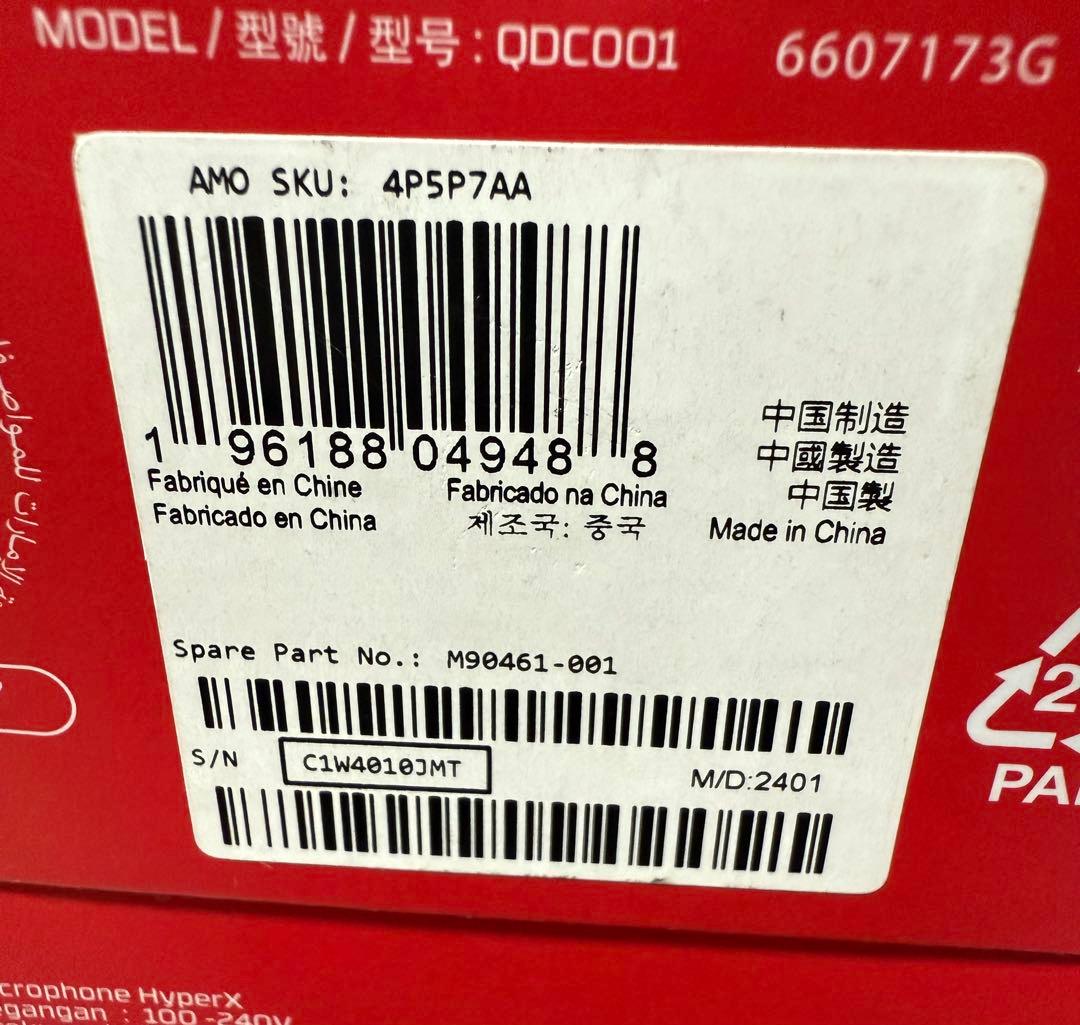 MODEL / 型號 / 型号 : QDC001 6607173G
AMO SKU: 4P5P7AA
1 96188 04948 8
中国制造
中國製造
中国製
Fabriqué en Chine Fabricado na China
Fabricado en China 제조국: 중국 Made in China
Spare Part No.: M90461-001
S/N C1W4010JMT M/D:2401
للمواصفات
الإمارات
crophone HyperX
egangan : 100 -240V